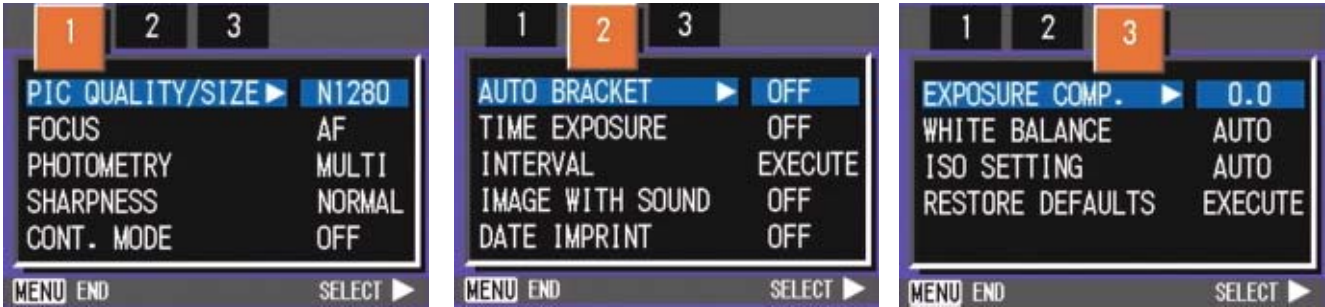 1 2 3
PIC QUALITY/SIZE N1280
FOCUS AF
PHOTOMETRY MULTI
SHARPNESS NORMAL
CONT. MODE OFF
MENU END SELECT
1 2 3
AUTO BRACKET OFF
TIME EXPOSURE OFF
INTERVAL EXECUTE
IMAGE WITH SOUND OFF
DATE IMPRINT OFF
MENU END SELECT
1 2 3
EXPOSURE COMP. 0.0
WHITE BALANCE AUTO
ISO SETTING AUTO
RESTORE DEFAULTS EXECUTE
MENU END SELECT